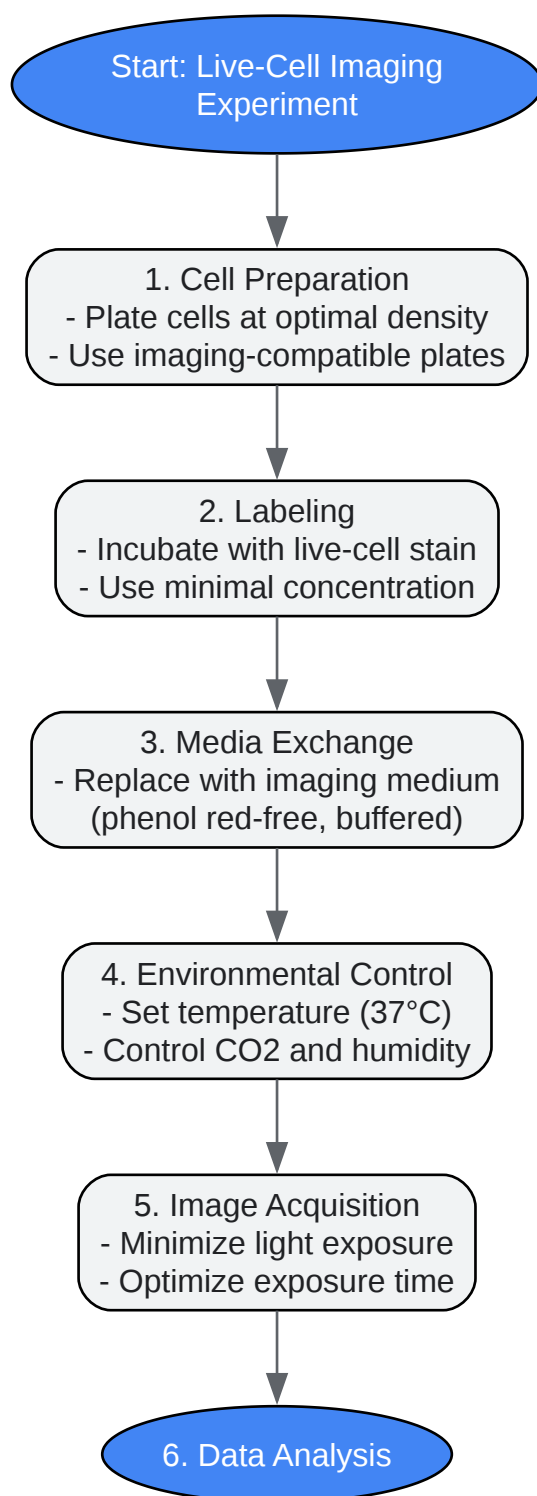 Start: Live-Cell Imaging
Experiment
1. Cell Preparation
- Plate cells at optimal density
- Use imaging-compatible plates
2. Labeling
- Incubate with live-cell stain
- Use minimal concentration
3. Media Exchange
- Replace with imaging medium
(phenol red-free, buffered)
4. Environmental Control
- Set temperature (37°C)
- Control CO2 and humidity
5. Image Acquisition
- Minimize light exposure
- Optimize exposure time
6. Data Analysis